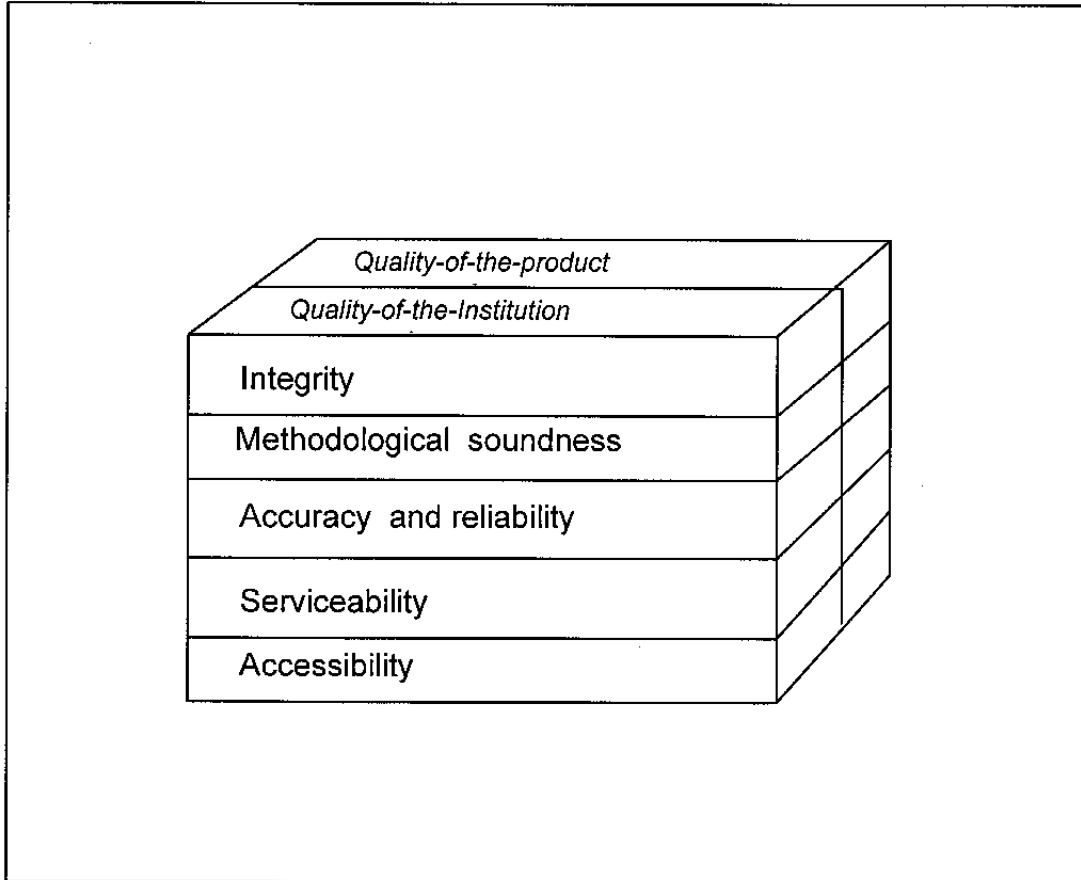 Quality-of-the-product
Quality-of-the-Institution
Integrity
Methodological soundness
Accuracy and reliability
Serviceability
Accessibility